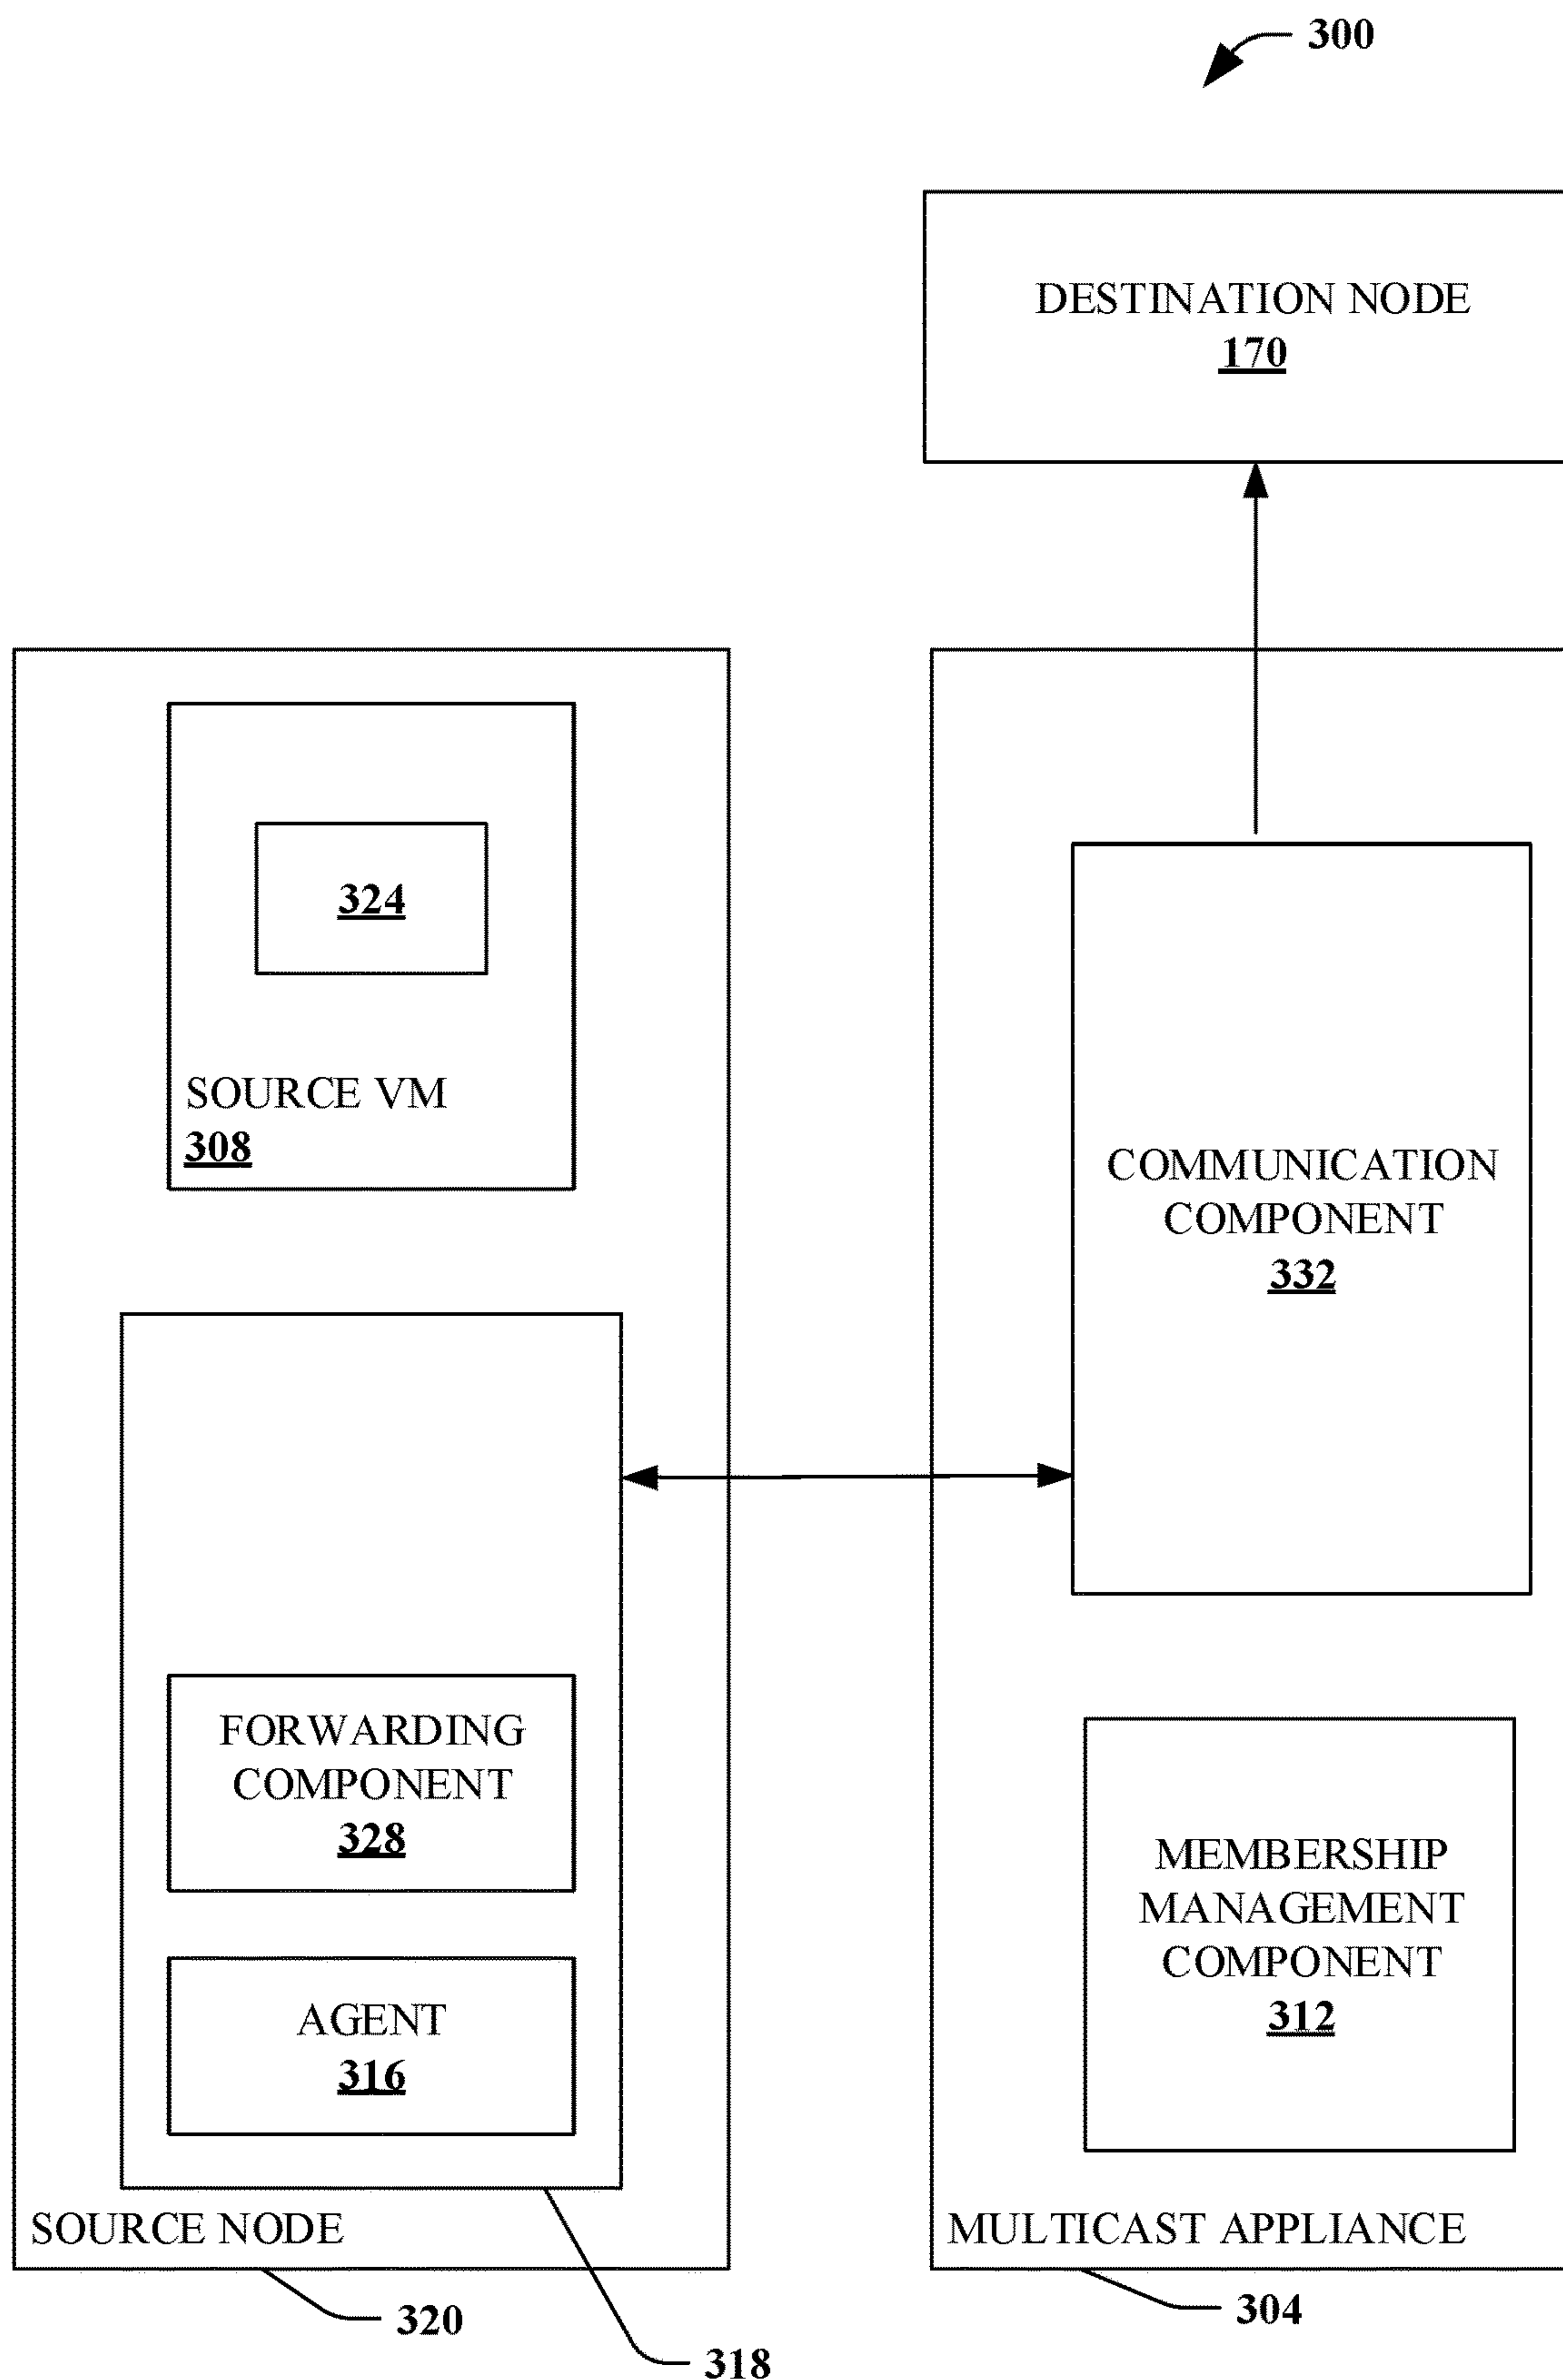 300
DESTINATION NODE
170
324
SOURCE VM
308
COMMUNICATION
COMPONENT
332
FORWARDING
COMPONENT
328
AGENT
316
MEMBERSHIP
MANAGEMENT
COMPONENT
312
SOURCE NODE
MULTICAST APPLIANCE
320
318
304